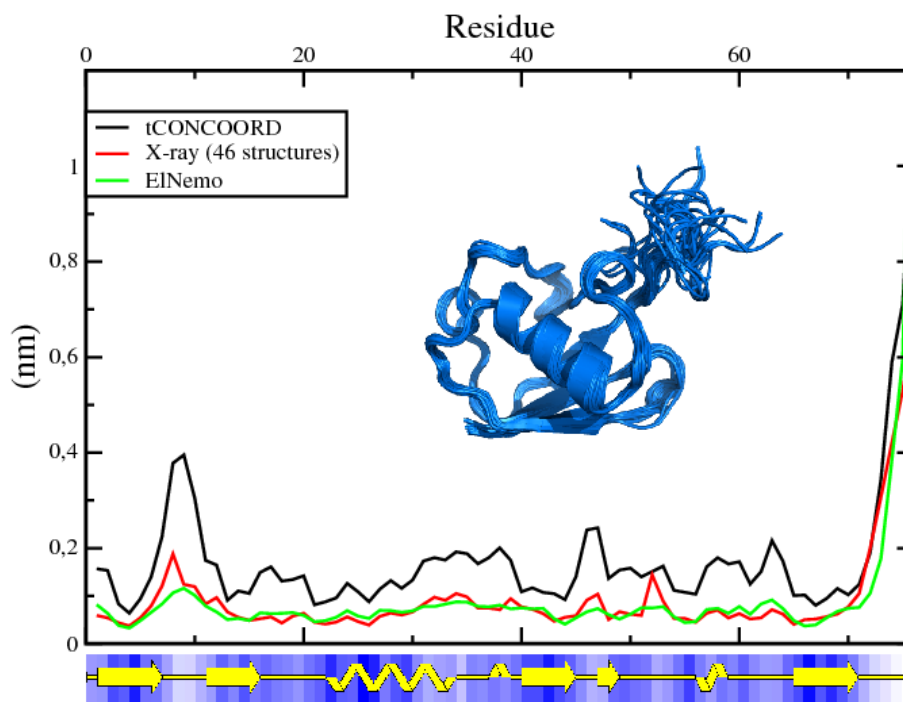 Residue
0 20 40 60
tCONCOORD
X-ray (46 structures)
ElNemo
1
0,8
0,6
0,4
0,2
0
(nm)